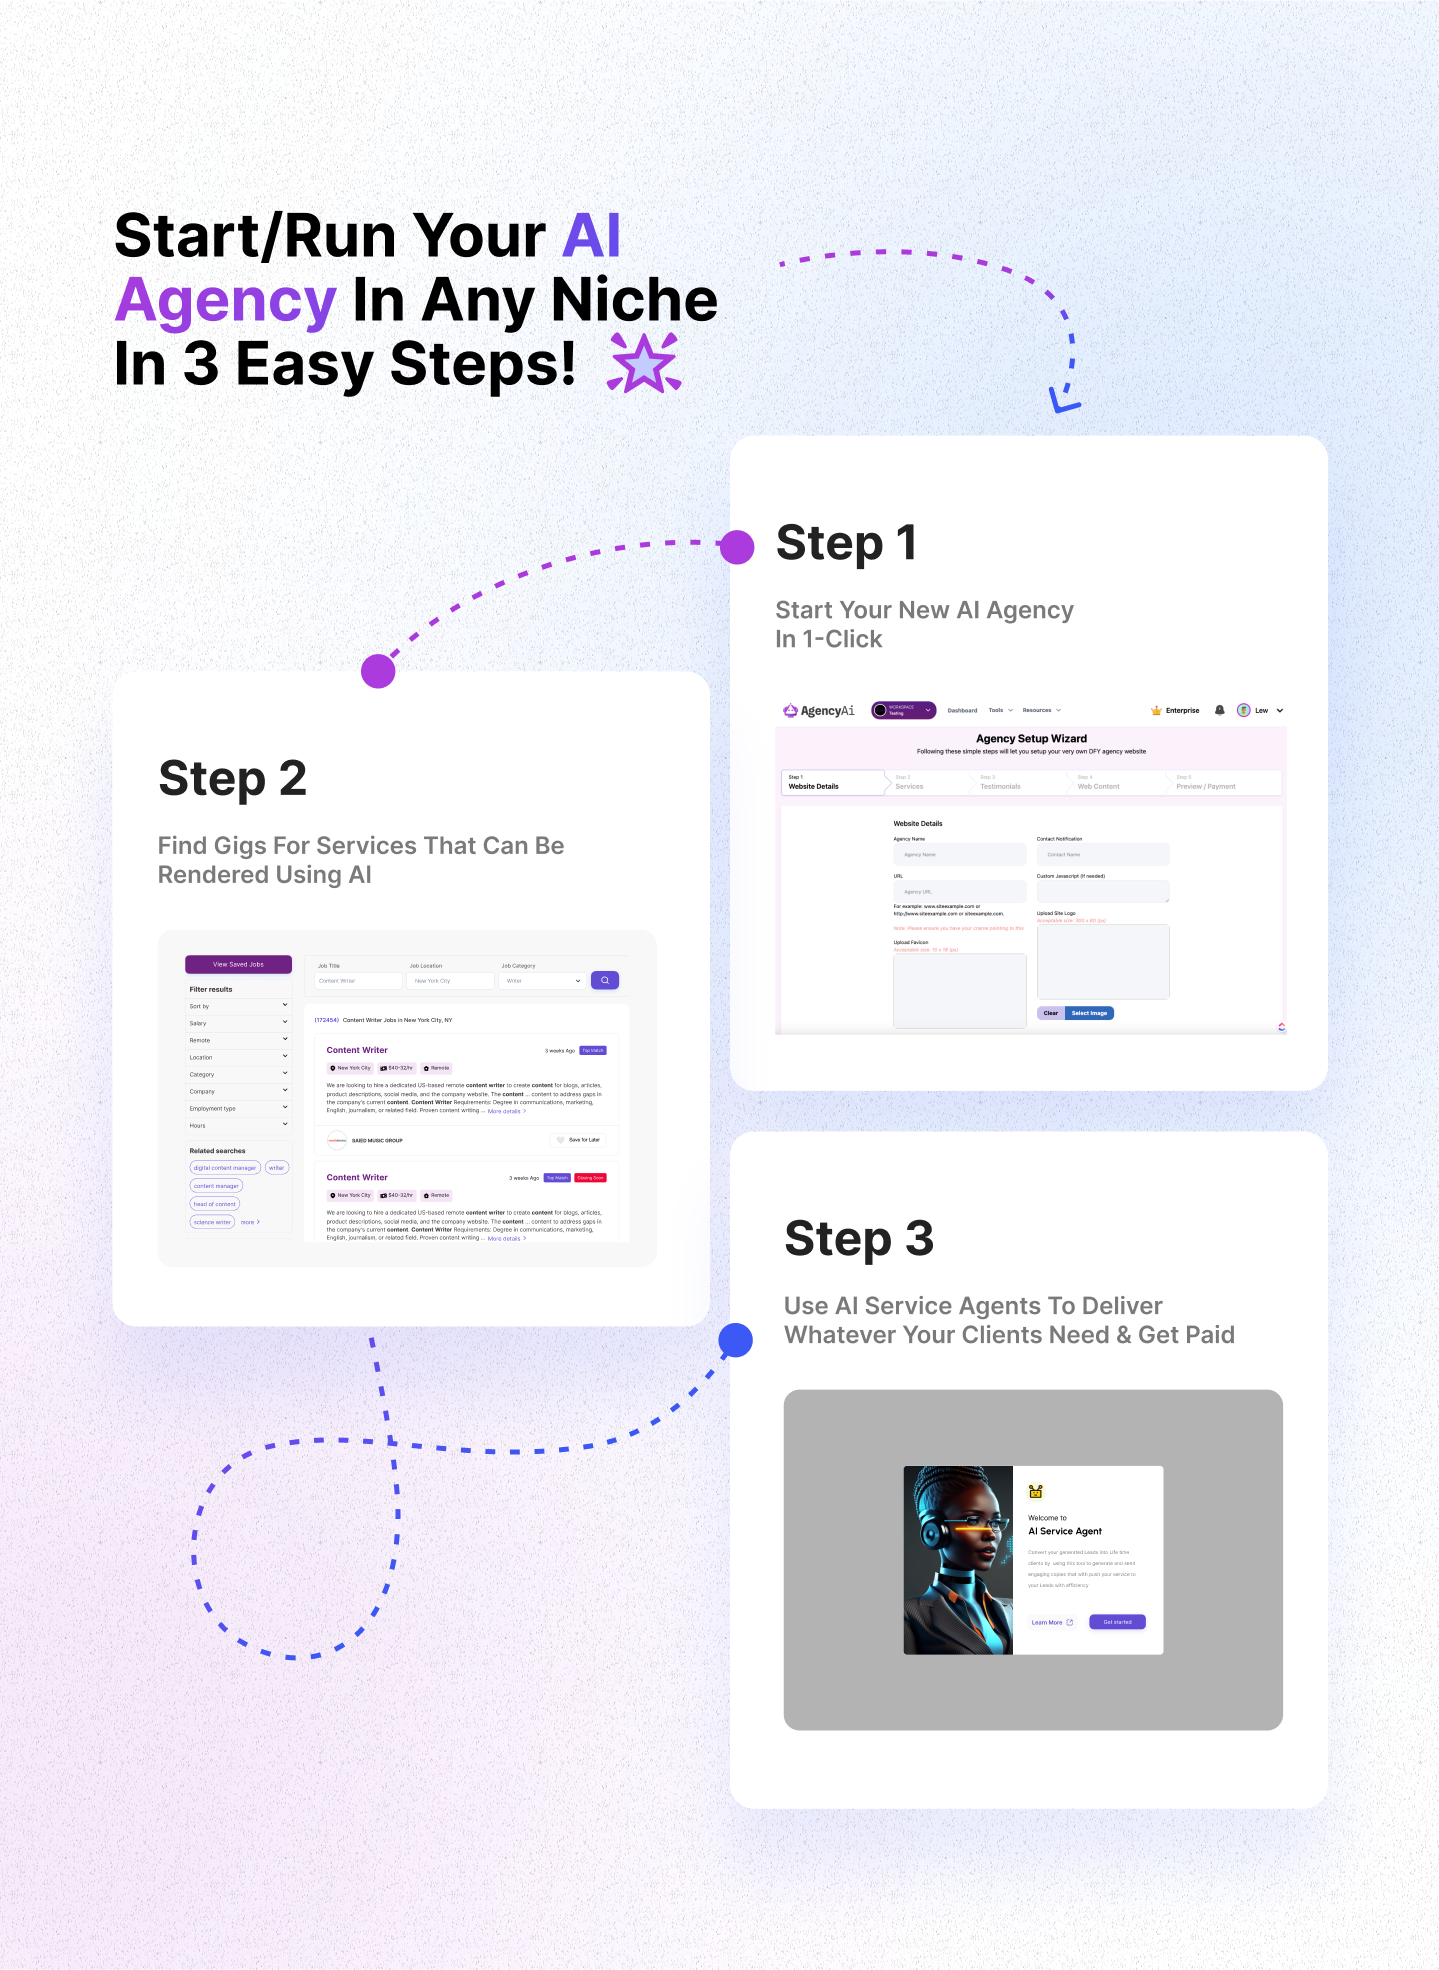 Start/Run Your AI
Agency In Any Niche
In 3 Easy Steps!
Step 1
Start Your New AI Agency
In 1-Click
AgencyAi
WORKSPACE
Testing
Dashboard Tools Resources
Enterprise
Lew
Agency Setup Wizard
Following these simple steps will let you setup your very own DFY agency website
Step 1
Website Details
Step 2
Services
Step 3
Testimonials
Step 4
Web Content
Step 5
Preview / Payment
Website Details
Agency Name
Agency Name
Contact Notification
Contact Name
URL
Agency URL
Custom Javascript (if needed)
For example: www.siteexample.com or
http://www.siteexample.com or siteexample.com.
Note: Please ensure you have your cname pointing to this
Upload Site Logo
Acceptable size: 300 x 60 (px)
Upload Favicon
Acceptable size: 15 x 16 (px)
Clear
Select Image
Step 2
Find Gigs For Services That Can Be
Rendered Using AI
View Saved Jobs
Filter results
Sort by
Salary
Remote
Location
Category
Company
Employment type
Hours
Related searches
digital content manager writer
content manager
head of content
science writer more >
Job Title
Content Writer
Job Location
New York City
Job Category
Writer
(172454) Content Writer Jobs in New York City, NY
Content Writer
3 weeks Ago Top Match
New York City $40-32/hr Remote
We are looking to hire a dedicated US-based remote content writer to create content for blogs, articles,
product descriptions, social media, and the company website. The content ... content to address gaps in
the company's current content. Content Writer Requirements: Degree in communications, marketing,
English, journalism, or related field. Proven content writing ... More details >
SAIED MUSIC GROUP
Save for Later
Content Writer
3 weeks Ago Top Match Closing Soon
New York City $40-32/hr Remote
We are looking to hire a dedicated US-based remote content writer to create content for blogs, articles,
product descriptions, social media, and the company website. The content ... content to address gaps in
the company's current content. Content Writer Requirements: Degree in communications, marketing,
English, journalism, or related field. Proven content writing ... More details >
Step 3
Use AI Service Agents To Deliver
Whatever Your Clients Need & Get Paid
Welcome to
AI Service Agent
Convert your generated Leads into Life time
clients by using this tool to generate and send
engaging copies that with push your service to
your Leads with efficiency
Learn More
Get started